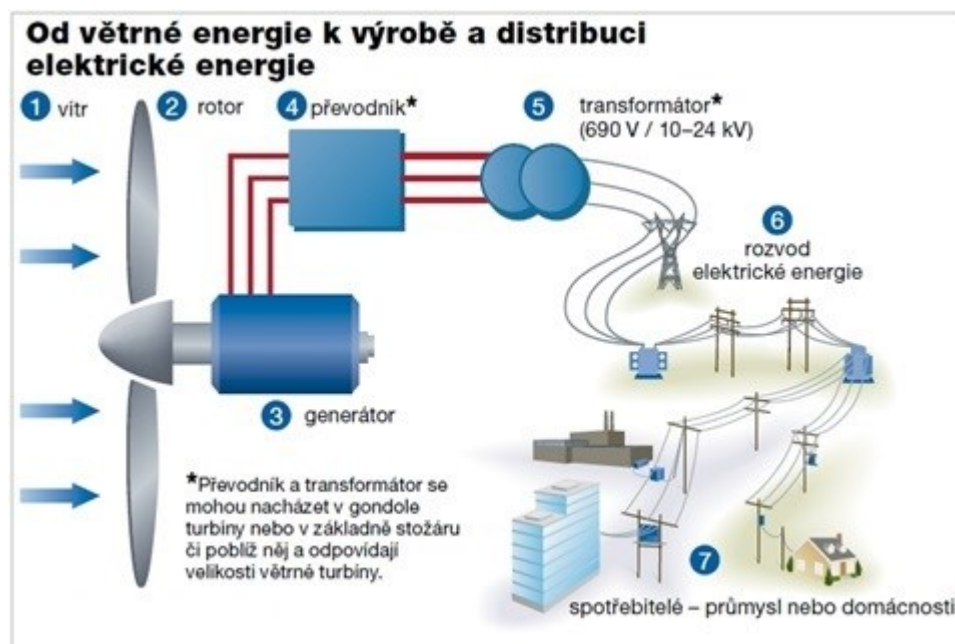 Od větrné energie k výrobě a distribuci
elektrické energie
1 vítr
2 rotor
4 převodník*
5 transformátor*
(690 V / 10–24 kV)
6
rozvod
elektrické energie
3 generátor
*Převodník a transformátor se
mohou nacházet v gondole
turbíny nebo v základně stožáru
či poblíž něj a odpovídají
velikosti větrné turbíny.
7
spotřebitelé – průmysl nebo domácnosti